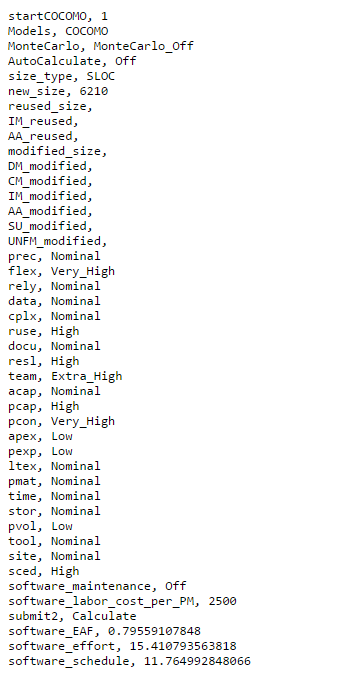 startCOCOMO, 1
Models, COCOMO
MonteCarlo, MonteCarlo_Off
AutoCalculate, Off
size_type, SLOC
new_size, 6210
reused_size,
IM_reused,
AA_reused,
modified_size,
DM_modified,
CM_modified,
IM_modified,
AA_modified,
SU_modified,
UNFM_modified,
prec, Nominal
flex, Very_High
rely, Nominal
data, Nominal
cplx, Nominal
ruse, High
docu, Nominal
resl, High
team, Extra_High
acap, Nominal
pcap, High
pcon, Very_High
apex, Low
pexp, Low
ltex, Nominal
pmat, Nominal
time, Nominal
stor, Nominal
pvol, Low
tool, Nominal
site, Nominal
sced, High
software_maintenance, Off
software_labor_cost_per_PM, 2500
submit2, Calculate
software_EAF, 0.79559107848
software_effort, 15.410793563818
software_schedule, 11.764992848066